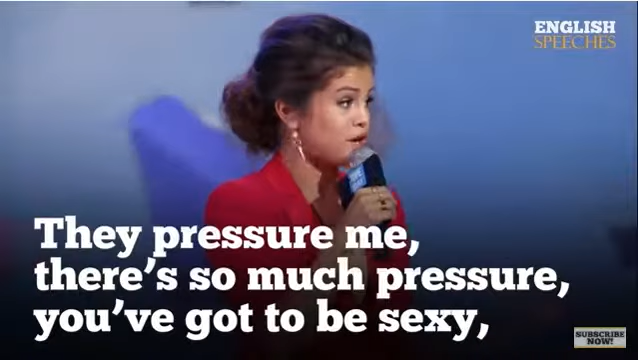 ENGLISH
SPEECHES
They pressure me,
there's so much pressure,
you've got to be sexy,
SUBSCRIBE
NOW!